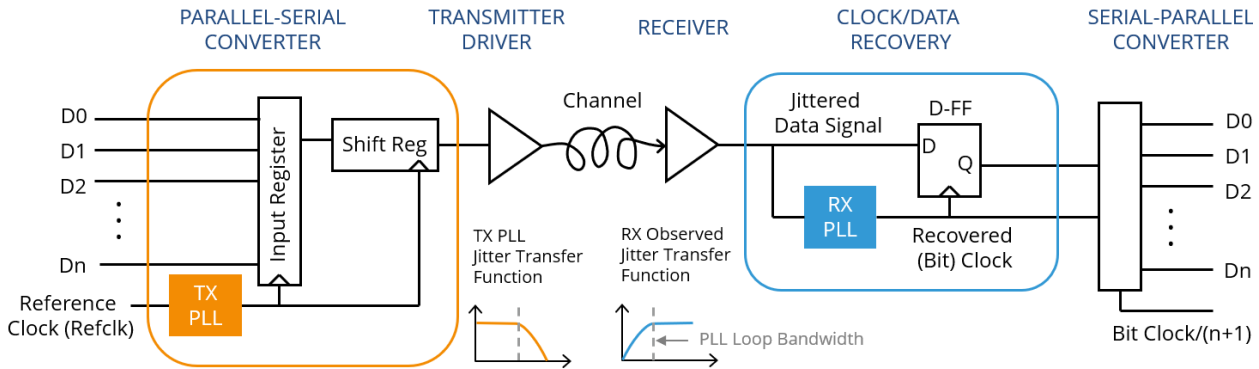 PARALLEL-SERIAL
CONVERTER
TRANSMITTER
DRIVER
RECEIVER
CLOCK/DATA
RECOVERY
SERIAL-PARALLEL
CONVERTER
D0
D1
D2
Dn
Input Register
Shift Reg
TX
PLL
Reference
Clock (Refclk)
Channel
TX PLL
Jitter Transfer
Function
RX Observed
Jitter Transfer
Function
PLL Loop Bandwidth
Jittered
Data Signal
D-FF
D
Q
RX
PLL
Recovered
(Bit) Clock
D0
D1
D2
Dn
Bit Clock/(n+1)